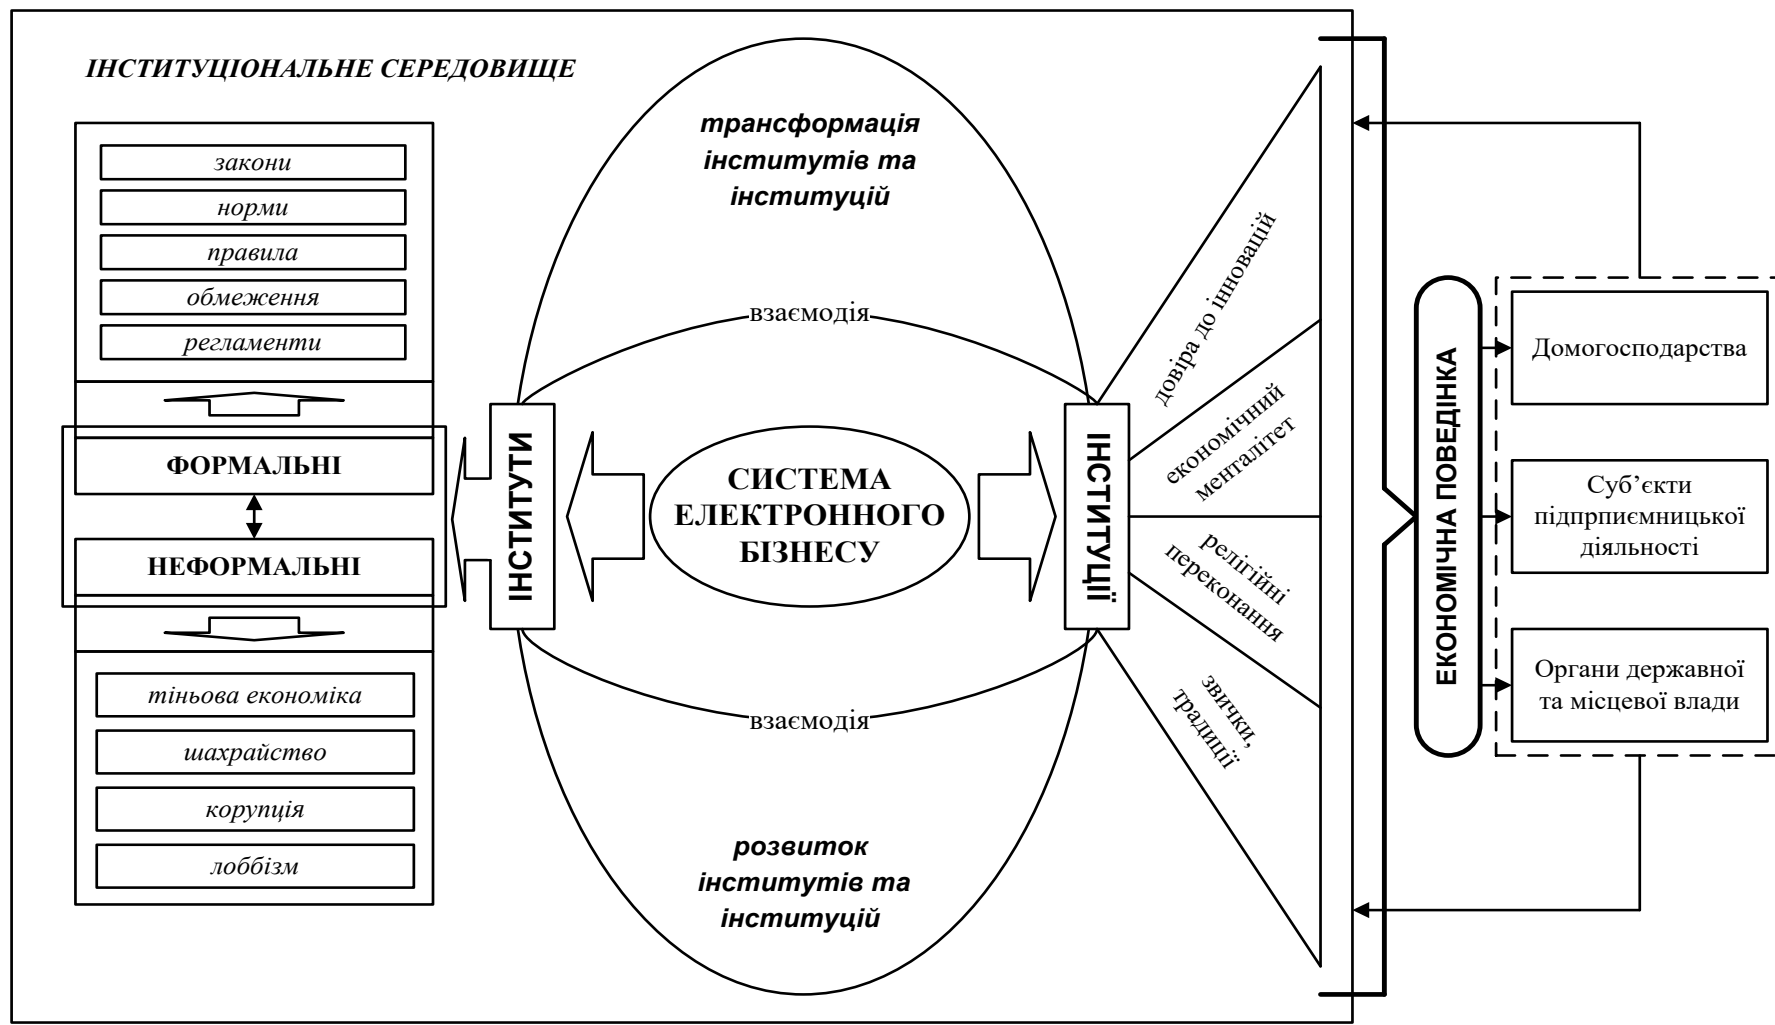 ІНСТИТУЦІОНАЛЬНЕ СЕРЕДОВИЩЕ
закони
норми
правила
обмеження
регламенти
ФОРМАЛЬНІ
НЕФОРМАЛЬНІ
тіньова економіка
шахрайство
корупція
лоббізм
ІНСТИТУТИ
трансформація
інститутів та
інституцій
взаємодія
СИСТЕМА
ЕЛЕКТРОННОГО
БІЗНЕСУ
взаємодія
розвиток
інститутів та
інституцій
ІНСТИТУЦІЇ
довіра до інновацій
економічний
менталітет
релігійні
переконання
звички,
традиції
ЕКОНОМІЧНА ПОВЕДІНКА
Домогосподарства
Суб’єкти
підпрписмницької
діяльності
Органи державної
та місцевої влади